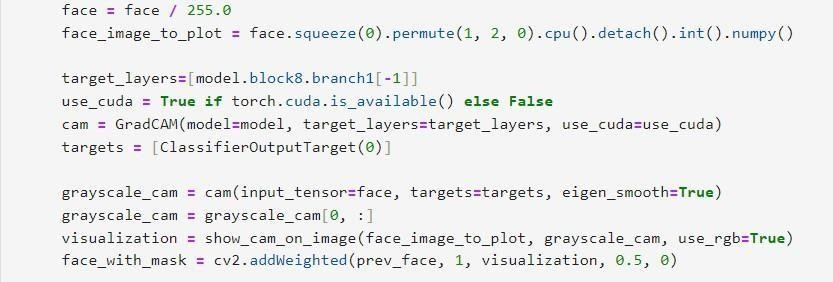 face = face / 255.0
face_image_to_plot = face.squeeze(0).permute(1, 2, 0).cpu().detach().int().numpy()
target_layers=[model.block8.branch1[-1]]
use_cuda = True if torch.cuda.is_available() else False
cam = GradCAM(model=model, target_layers=target_layers, use_cuda=use_cuda)
targets = [ClassifierOutputTarget(0)]
grayscale_cam = cam(input_tensor=face, targets=targets, eigen_smooth=True)
grayscale_cam = grayscale_cam[0, :]
visualization = show_cam_on_image(face_image_to_plot, grayscale_cam, use_rgb=True)
face_with_mask = cv2.addWeighted(prev_face, 1, visualization, 0.5, 0)